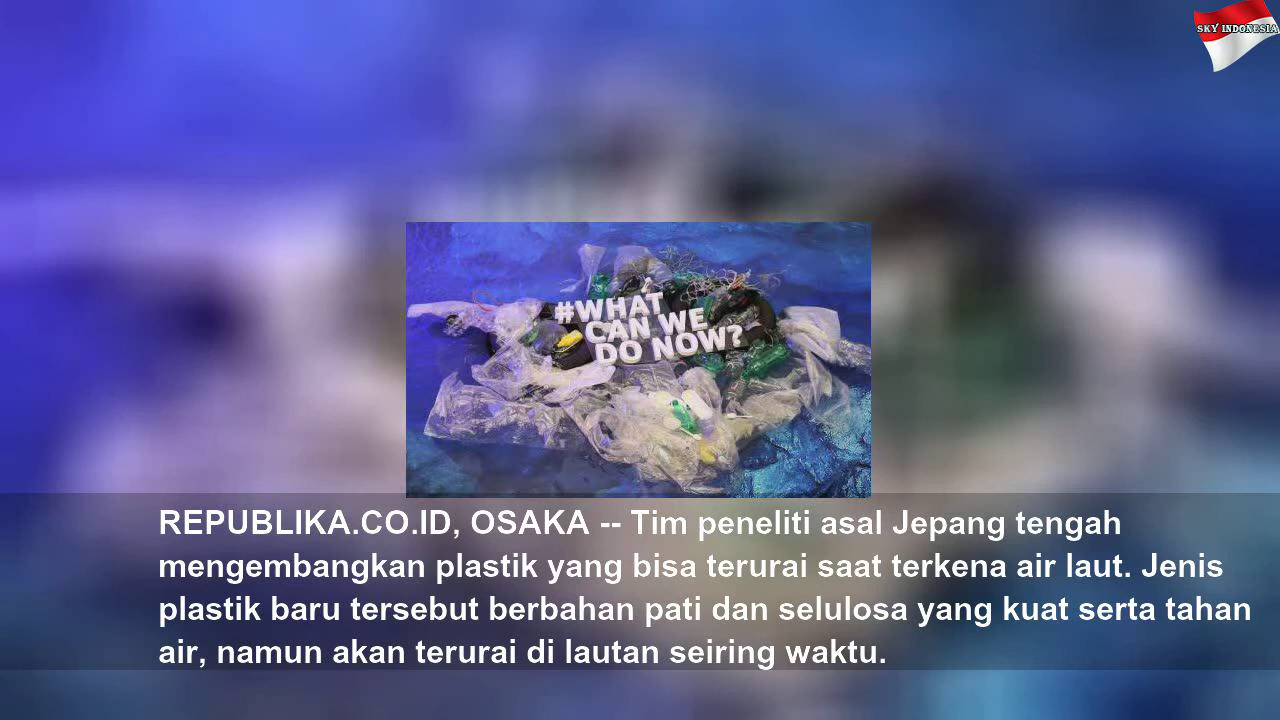 SKY INDONESIA
#WHAT
CAN WE
DO NOW?
REPUBLIKA.CO.ID, OSAKA -- Tim peneliti asal Jepang tengah
mengembangkan plastik yang bisa terurai saat terkena air laut. Jenis
plastik baru tersebut berbahan pati dan selulosa yang kuat serta tahan
air, namun akan terurai di lautan seiring waktu.